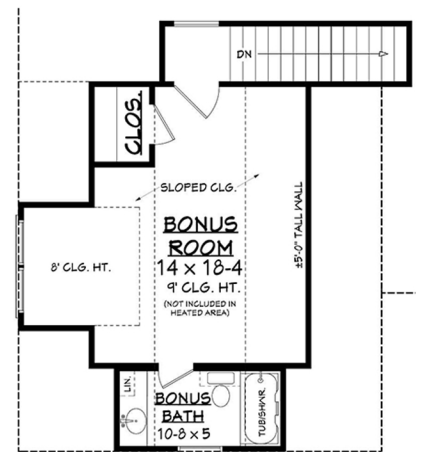 DN
CLOS.
SLOPED CLG.
BONUS
ROOM
14 x 18-4
9' CLG. HT.
(NOT INCLUDED IN
HEATED AREA)
8' CLG. HT.
±5'-0" TALL WALL
LIN.
BONUS
BATH
10-8 x 5
TUB/SHWR.